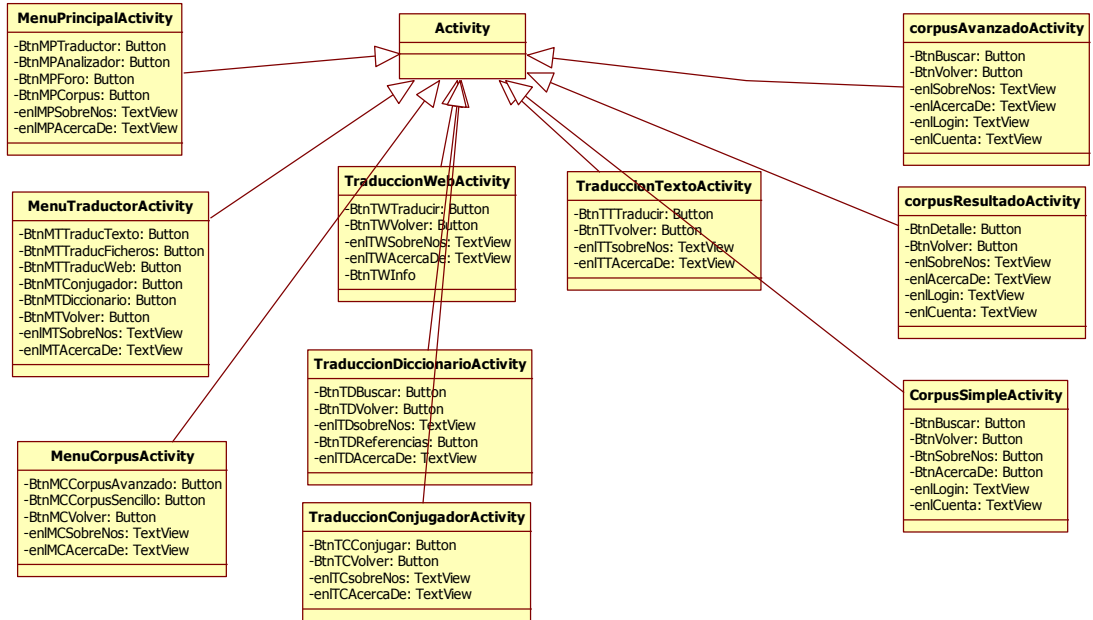 MenuPrincipalActivity
-BtnMPTraductor: Button
-BtnMPAnalizador: Button
-BtnMPForo: Button
-BtnMPCorpus: Button
-enlMPSobreNos: TextView
-enlMPAcercaDe: TextView
Activity
corpusAvanzadoActivity
-BtnBuscar: Button
-BtnVolver: Button
-enlSobreNos: TextView
-enlAcercaDe: TextView
-enlLogin: TextView
-enlCuenta: TextView
MenuTraductorActivity
-BtnMTTraducTexto: Button
-BtnMTTraducFicheros: Button
-BtnMTTraducWeb: Button
-BtnMTConjugador: Button
-BtnMTDiccionario: Button
-BtnMTVolver: Button
-enlMTSobreNos: TextView
-enlMTAcercaDe: TextView
TraduccionWebActivity
-BtnTWTraducir: Button
-BtnTWVolver: Button
-enlTWSobreNos: TextView
-enlTWAcercaDe: TextView
-BtnTWInfo
TraduccionTextoActivity
-BtnTTTraducir: Button
-BtnTTvolver: Button
-enlTTsobreNos: TextView
-enlTTAcercaDe: TextView
corpusResultadoActivity
-BtnDetalle: Button
-BtnVolver: Button
-enlSobreNos: TextView
-enlAcercaDe: TextView
-enlLogin: TextView
-enlCuenta: TextView
TraduccionDiccionarioActivity
-BtnTDBuscar: Button
-BtnTDVolver: Button
-enlTDsobreNos: TextView
-BtnTDReferencias: Button
-enlTDAcercaDe: TextView
CorpusSimpleActivity
-BtnBuscar: Button
-BtnVolver: Button
-BtnSobreNos: Button
-BtnAcercaDe: Button
-enlLogin: TextView
-enlCuenta: TextView
MenuCorpusActivity
-BtnMCCorpusAvanzado: Button
-BtnMCCorpusSencillo: Button
-BtnMCVolver: Button
-enlMCSobreNos: TextView
-enlMCAcercaDe: TextView
TraduccionConjugadorActivity
-BtnTCConjugar: Button
-BtnTCVolver: Button
-enlTCsobreNos: TextView
-enlTCAcercaDe: TextView